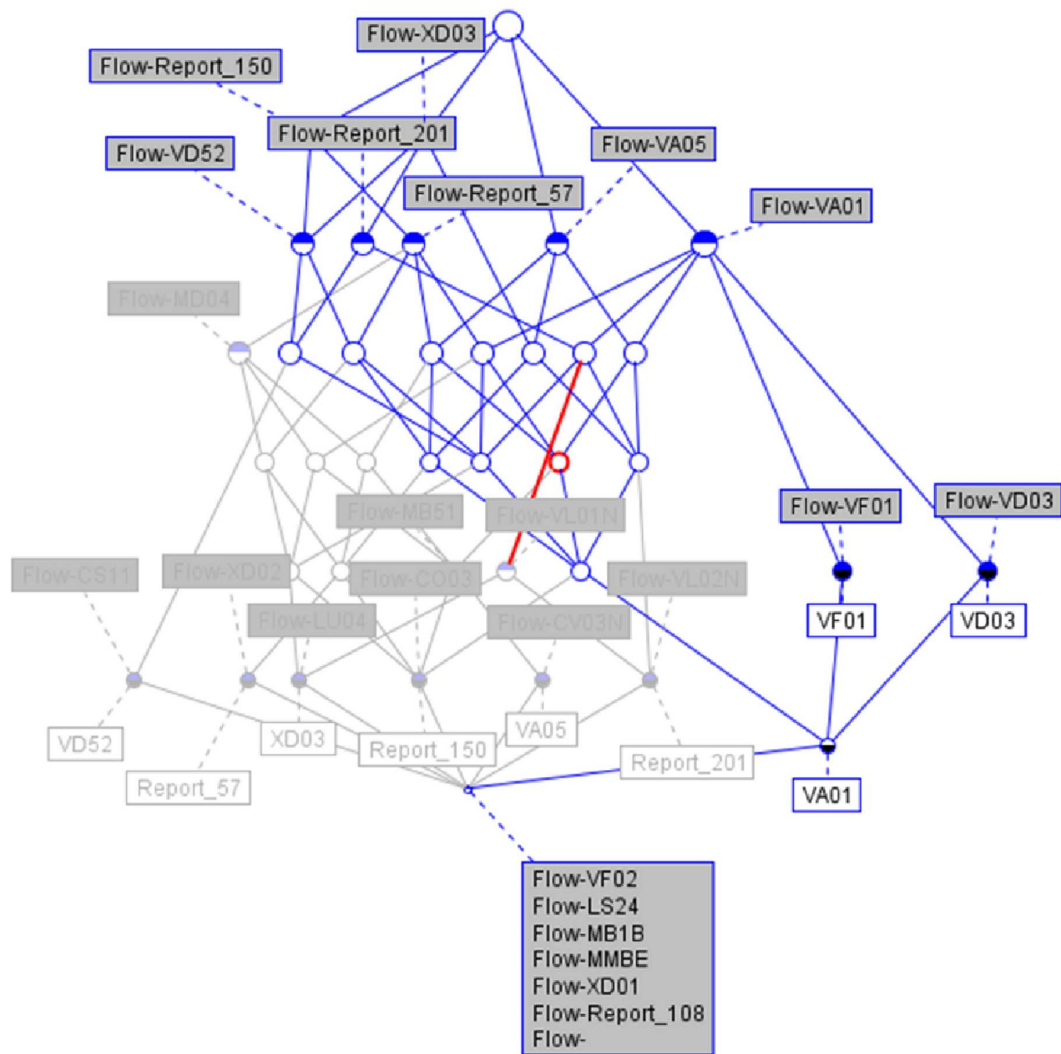 Flow-XD03
Flow-Report_150
Flow-Report_201
Flow-VA05
Flow-VD52
Flow-Report_57
Flow-VA01
Flow-MD04
Flow-MB51
Flow-VL01N
Flow-VF01
Flow-VD03
Flow-CS11
Flow-XD02
Flow-CO03
Flow-VL02N
Flow-LU04
Flow-CV03N
VF01
VD03
VD52
XD03
Report_150
VA05
Report_201
Report_57
VA01
Flow-VF02
Flow-LS24
Flow-MB1B
Flow-MMBE
Flow-XD01
Flow-Report_108
Flow-